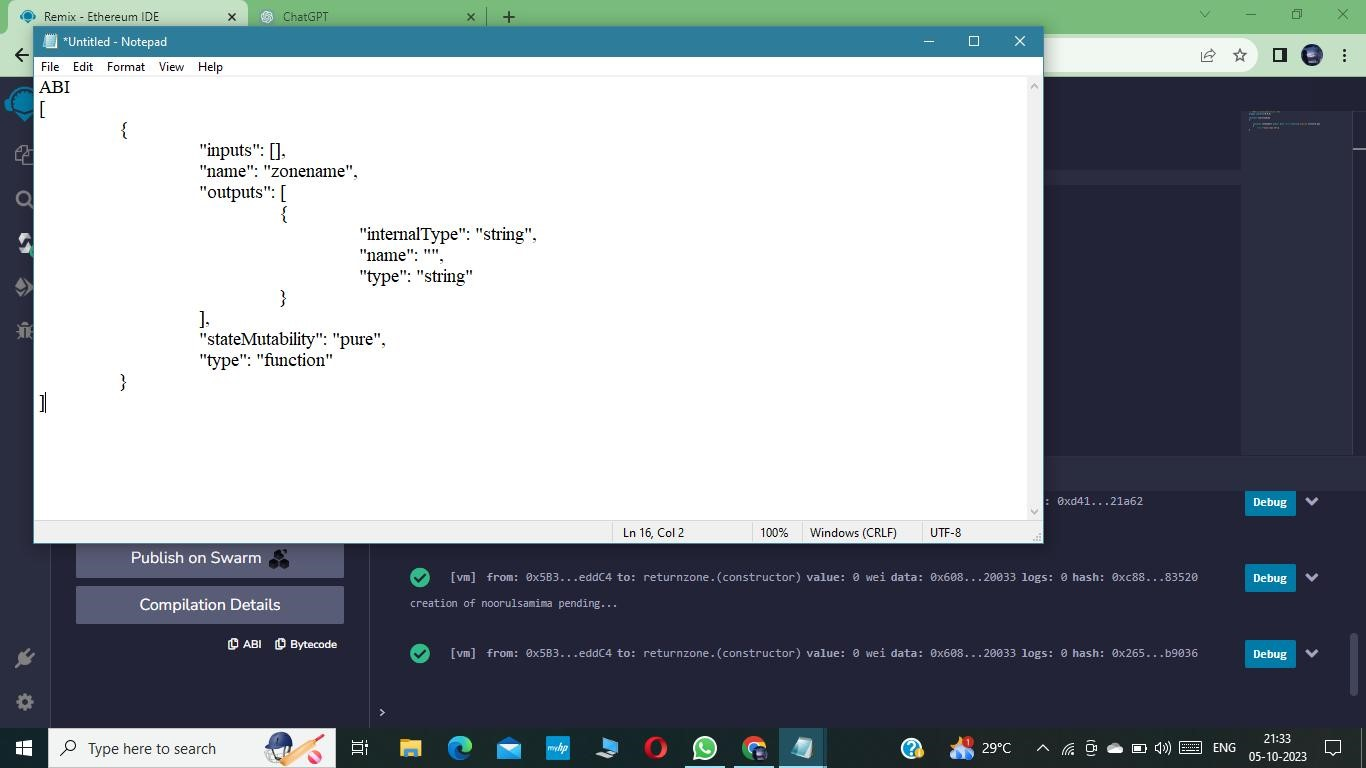 Remix - Ethereum IDE
ChatGPT
*Untitled - Notepad
File Edit Format View Help
ABI
[
{
"inputs": [],
"name": "zonename",
"outputs": [
{
"internalType": "string",
"name": "",
"type": "string"
}
],
"stateMutability": "pure",
"type": "function"
}
]
Ln 16, Col 2
100%
Windows (CRLF)
UTF-8
: 0xd41...21a62
Debug
Publish on Swarm
Compilation Details
ABI
Bytecode
[vm] from: 0x5B3...eddC4 to: returnzone.(constructor) value: 0 wei data: 0x608...20033 logs: 0 hash: 0xc88...83520
Debug
creation of noorulsamima pending...
[vm] from: 0x5B3...eddC4 to: returnzone.(constructor) value: 0 wei data: 0x608...20033 logs: 0 hash: 0x265...b9036
Debug
>
Type here to search
myhp
1
29°C
ENG
21:33
05-10-2023